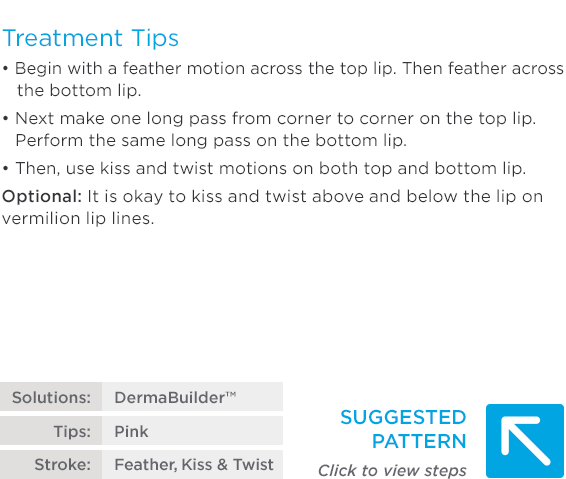 Treatment Tips
• Begin with a feather motion across the top lip. Then feather across
the bottom lip.
• Next make one long pass from corner to corner on the top lip.
Perform the same long pass on the bottom lip.
• Then, use kiss and twist motions on both top and bottom lip.
Optional: It is okay to kiss and twist above and below the lip on
vermilion lip lines.
Solutions: DermaBuilder™
Tips: Pink
Stroke: Feather, Kiss & Twist
SUGGESTED
PATTERN
Click to view steps